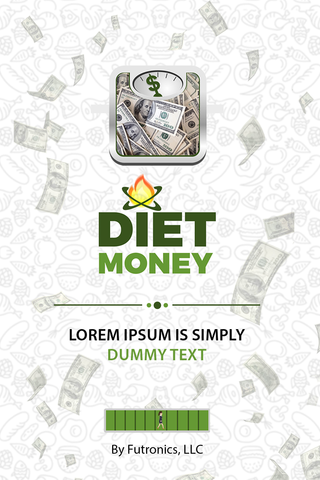 $
DIET
MONEY
LOREM IPSUM IS SIMPLY
DUMMY TEXT
By Futronics, LLC